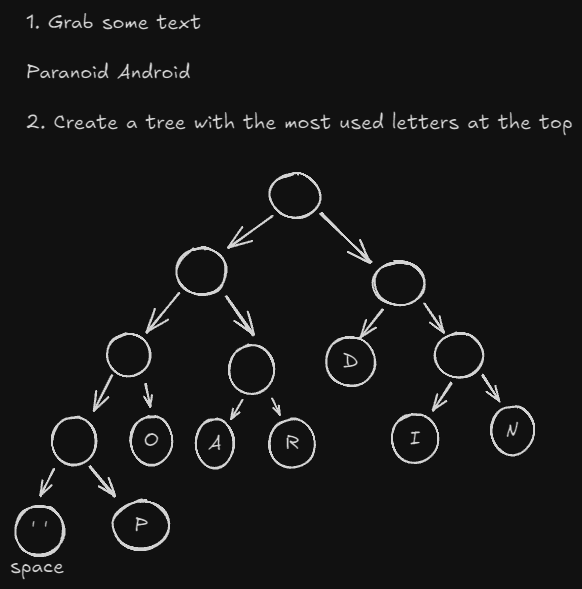 1. Grab some text
Paranoid Android
2. Create a tree with the most used letters at the top
D
O
A
R
I
N
' '
P
space